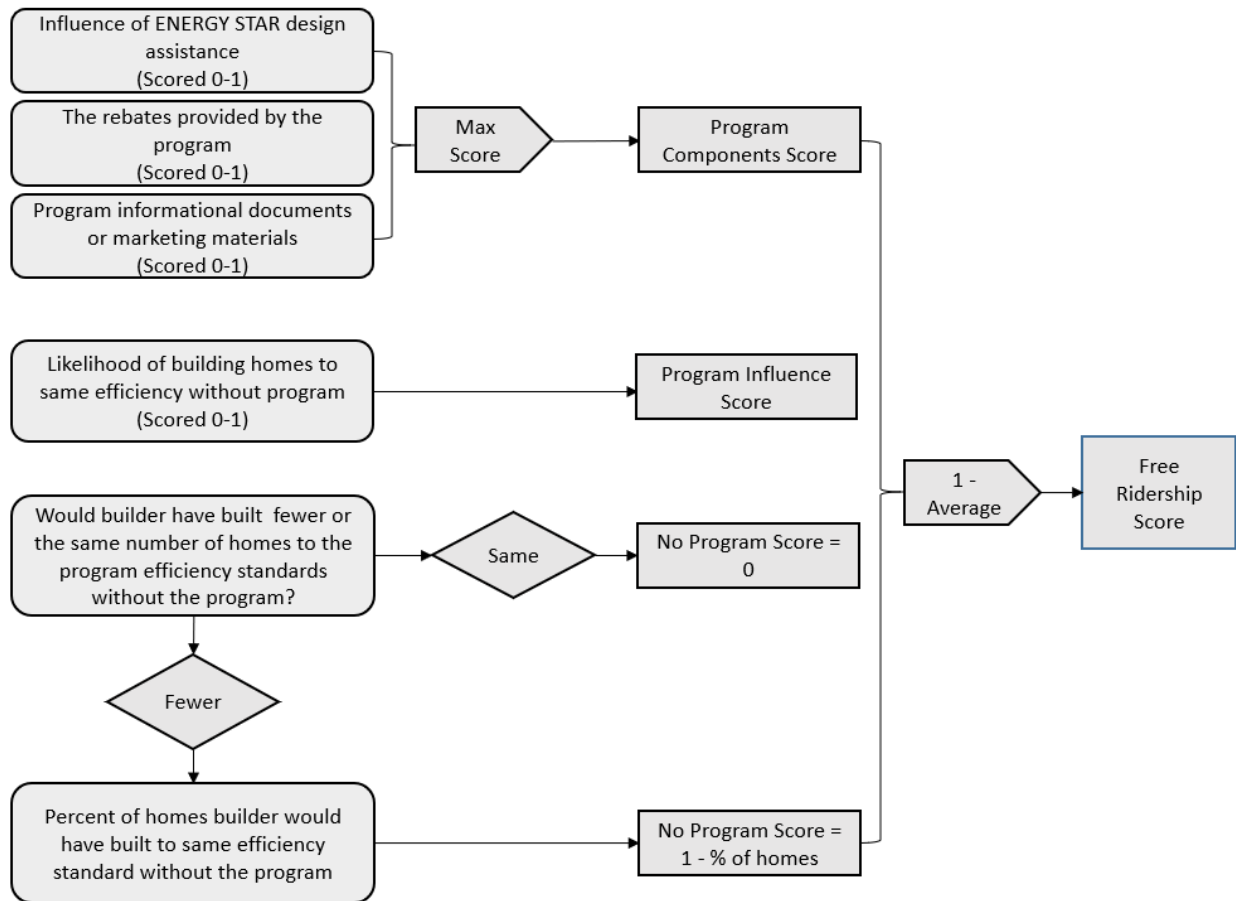 Influence of ENERGY STAR design
assistance
(Scored 0-1)
The rebates provided by the
program
(Scored 0-1)
Program informational documents
or marketing materials
(Scored 0-1)
Max
Score
Program
Components Score
Likelihood of building homes to
same efficiency without program
(Scored 0-1)
Program Influence
Score
Would builder have built fewer or
the same number of homes to the
program efficiency standards
without the program?
Same
No Program Score =
0
1 -
Average
Free
Ridership
Score
Fewer
Percent of homes builder would
have built to same efficiency
standard without the program
No Program Score =
1 - % of homes